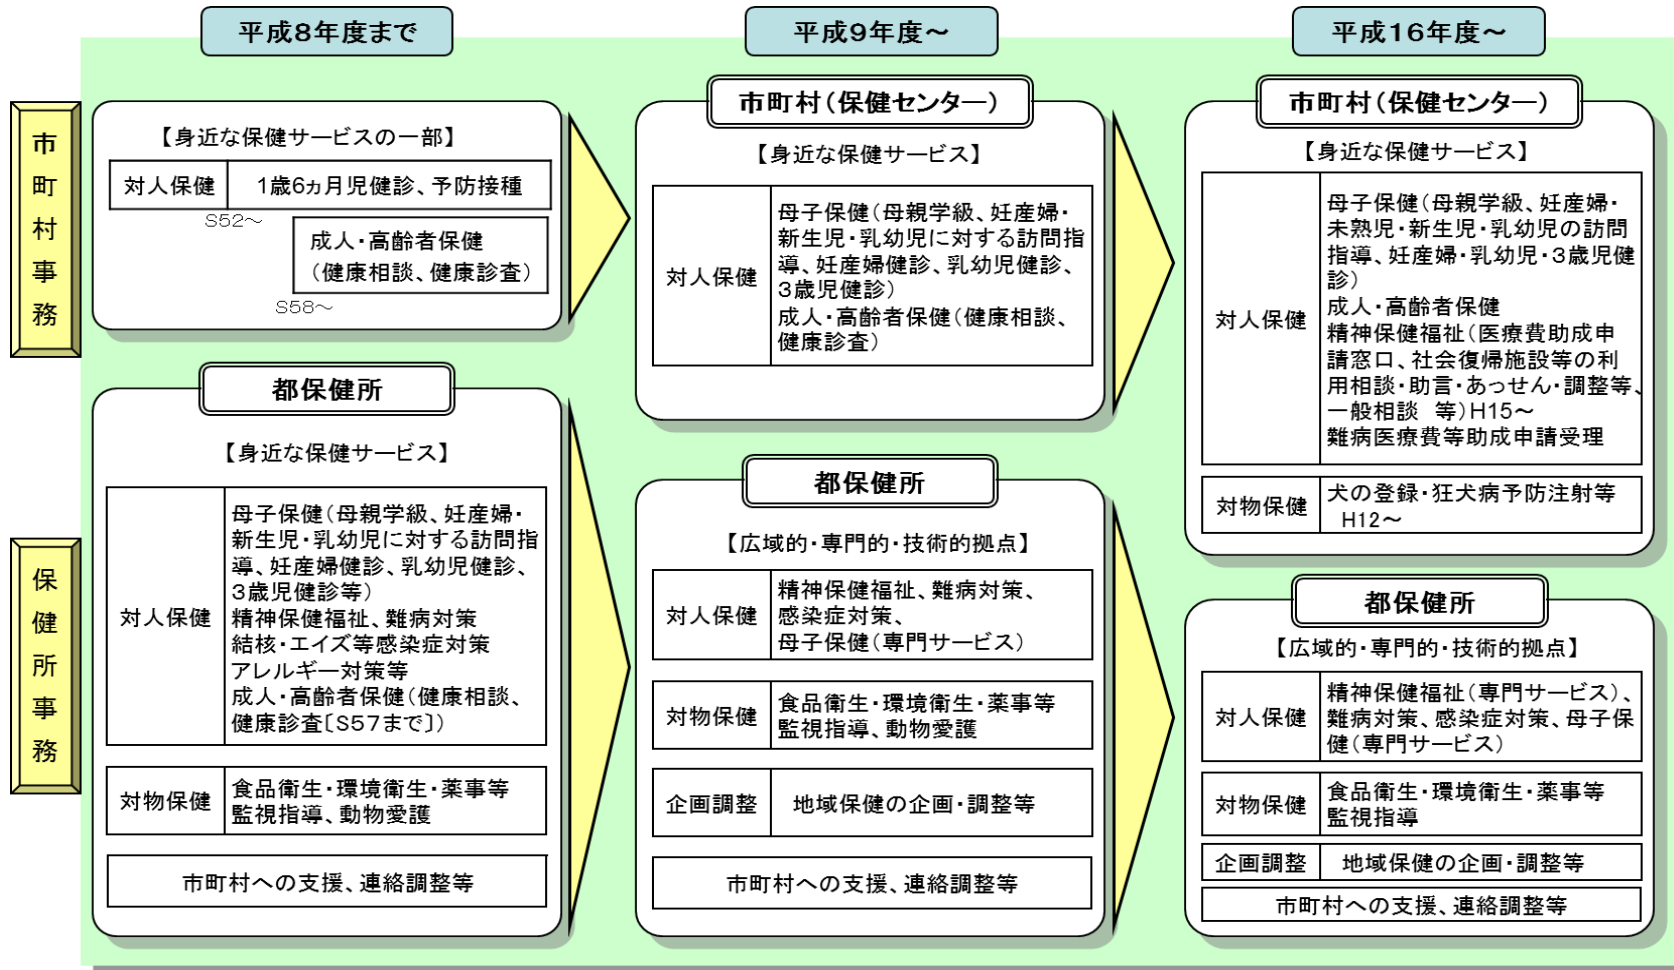 平成8年度まで
平成9年度～
平成16年度～
市町村事務
保健所事務
【身近な保健サービスの一部】
対人保健
1歳6ヵ月児健診、予防接種
S52～
成人・高齢者保健
(健康相談、健康診査)
S58～
都保健所
【身近な保健サービス】
対人保健
母子保健(母親学級、妊産婦・
新生児・乳幼児に対する訪問指
導、妊産婦健診、乳幼児健診、
3歳児健診等)
精神保健福祉、難病対策
結核・エイズ等感染症対策
アレルギー対策等
成人・高齢者保健(健康相談、
健康診査〔S57まで〕)
対物保健
食品衛生・環境衛生・薬事等
監視指導、動物愛護
市町村への支援、連絡調整等
市町村(保健センター)
【身近な保健サービス】
対人保健
母子保健(母親学級、妊産婦・
新生児・乳幼児に対する訪問指
導、妊産婦健診、乳幼児健診、
3歳児健診)
成人・高齢者保健(健康相談、
健康診査)
都保健所
【広域的・専門的・技術的拠点】
対人保健
精神保健福祉、難病対策、
感染症対策、
母子保健(専門サービス)
対物保健
食品衛生・環境衛生・薬事等
監視指導、動物愛護
企画調整
地域保健の企画・調整等
市町村への支援、連絡調整等
市町村(保健センター)
【身近な保健サービス】
対人保健
母子保健(母親学級、妊産婦・
未熟児・新生児・乳幼児の訪問
指導、妊産婦・乳幼児・3歳児健
診)
成人・高齢者保健
精神保健福祉(医療費助成申
請窓口、社会復帰施設等の利
用相談・助言・あっせん・調整等、
一般相談 等)H15～
難病医療費等助成申請受理
対物保健
犬の登録・狂犬病予防注射等
H12～
都保健所
【広域的・専門的・技術的拠点】
対人保健
精神保健福祉(専門サービス)、
難病対策、感染症対策、母子保
健(専門サービス)
対物保健
食品衛生・環境衛生・薬事等
監視指導
企画調整
地域保健の企画・調整等
市町村への支援、連絡調整等